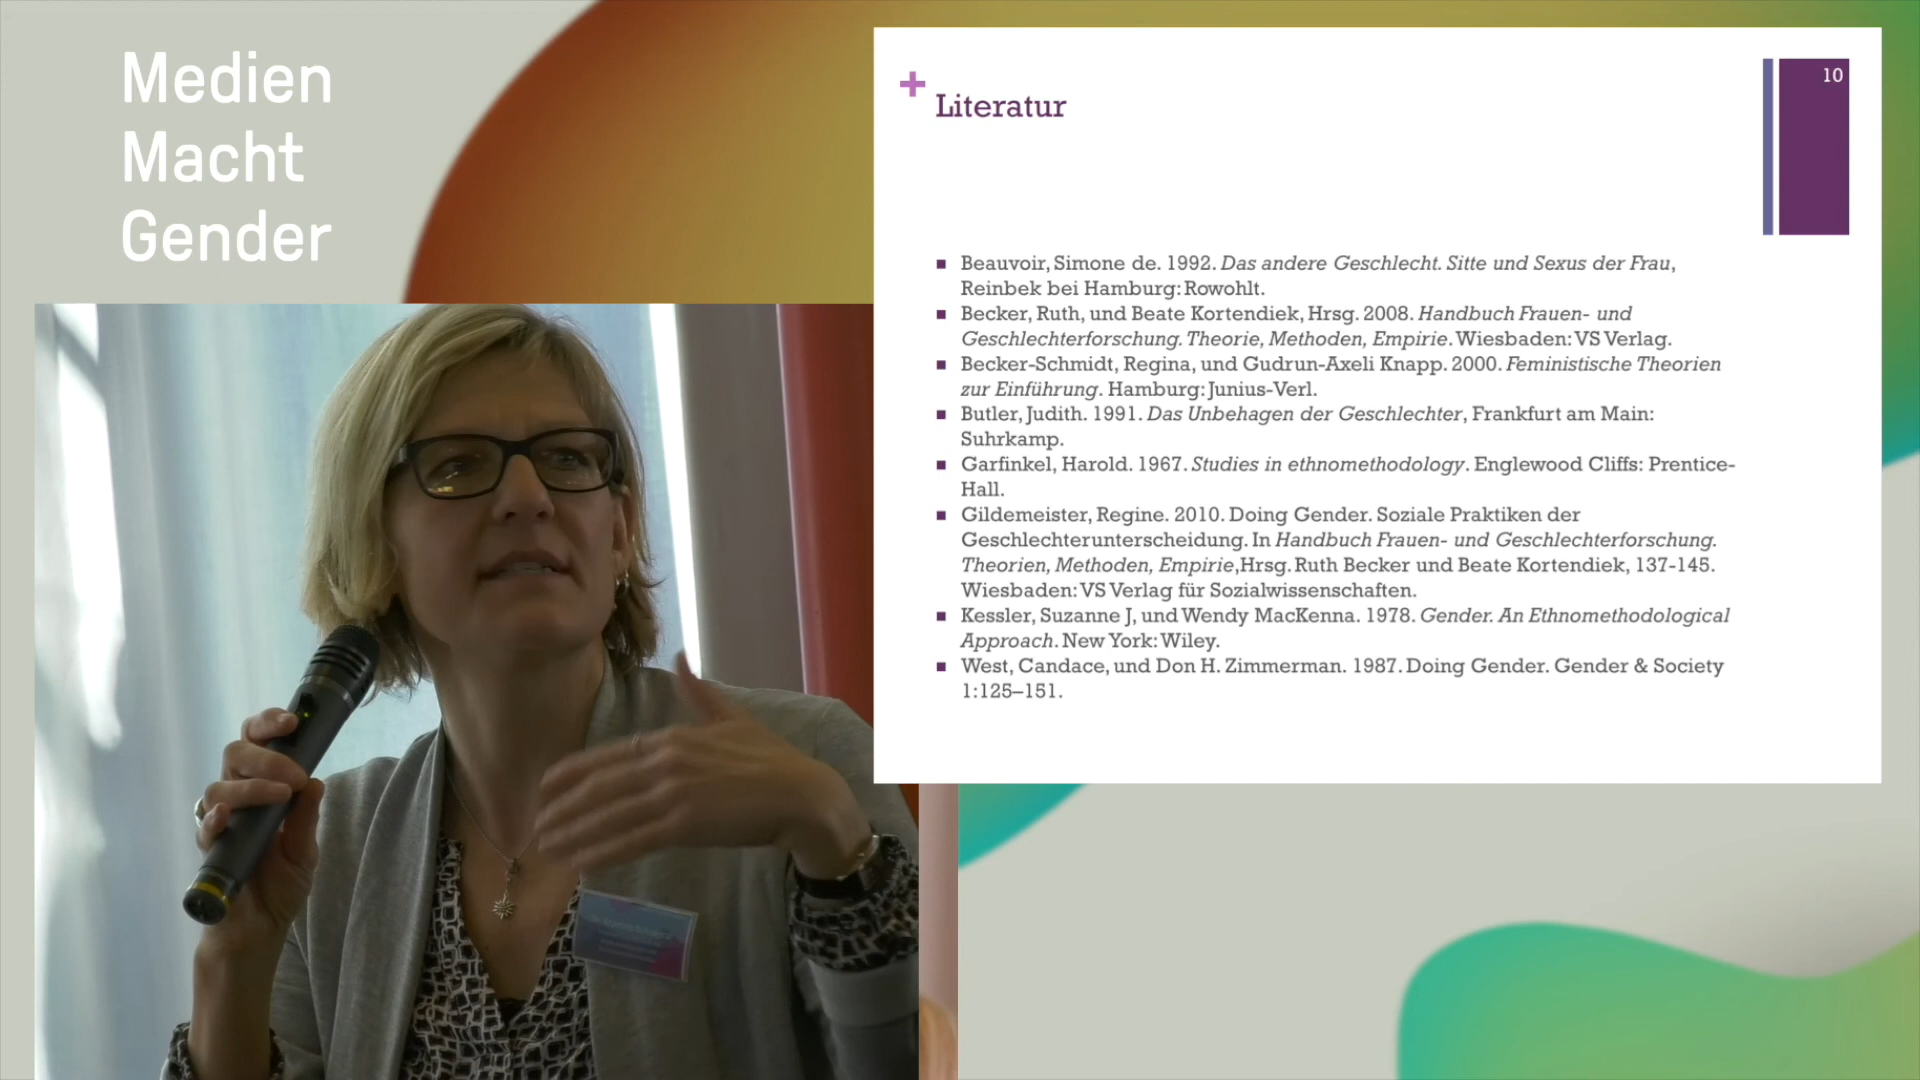 Medien
Macht
Gender
10
+
Literatur
■ Beauvoir, Simone de. 1992. Das andere Geschlecht. Sitte und Sexus der Frau,
Reinbek bei Hamburg: Rowohlt.
■ Becker, Ruth, und Beate Kortendiek, Hrsg. 2008. Handbuch Frauen- und
Geschlechterforschung. Theorie, Methoden, Empirie. Wiesbaden: VS Verlag.
■ Becker-Schmidt, Regina, und Gudrun-Axeli Knapp. 2000. Feministische Theorien
zur Einführung. Hamburg: Junius-Verl.
■ Butler, Judith. 1991. Das Unbehagen der Geschlechter, Frankfurt am Main:
Suhrkamp.
■ Garfinkel, Harold. 1967. Studies in ethnomethodology. Englewood Cliffs: Prentice-
Hall.
■ Gildemeister, Regine. 2010. Doing Gender. Soziale Praktiken der
Geschlechterunterscheidung. In Handbuch Frauen- und Geschlechterforschung.
Theorien, Methoden, Empirie,Hrsg. Ruth Becker und Beate Kortendiek, 137-145.
Wiesbaden: VS Verlag für Sozialwissenschaften.
■ Kessler, Suzanne J, und Wendy MacKenna. 1978. Gender. An Ethnomethodological
Approach. New York: Wiley.
■ West, Candace, und Don H. Zimmerman. 1987. Doing Gender. Gender & Society
1:125–151.